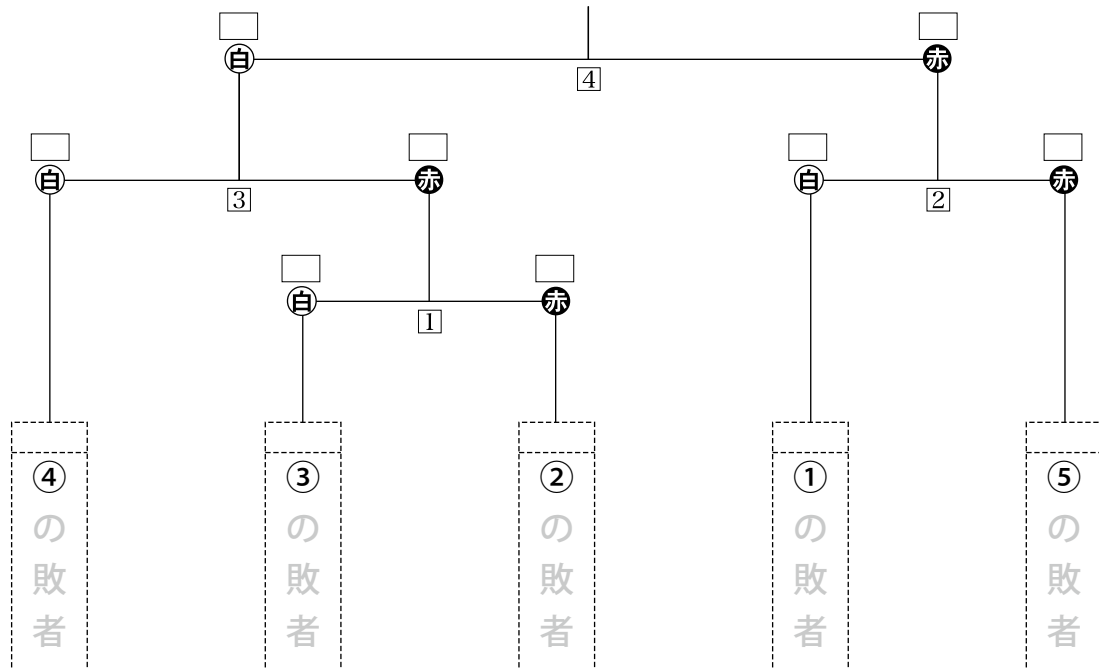 白 赤
4
白 赤 白 赤
3 2
白 赤
1
④の敗者
③の敗者
②の敗者
①の敗者
⑤の敗者